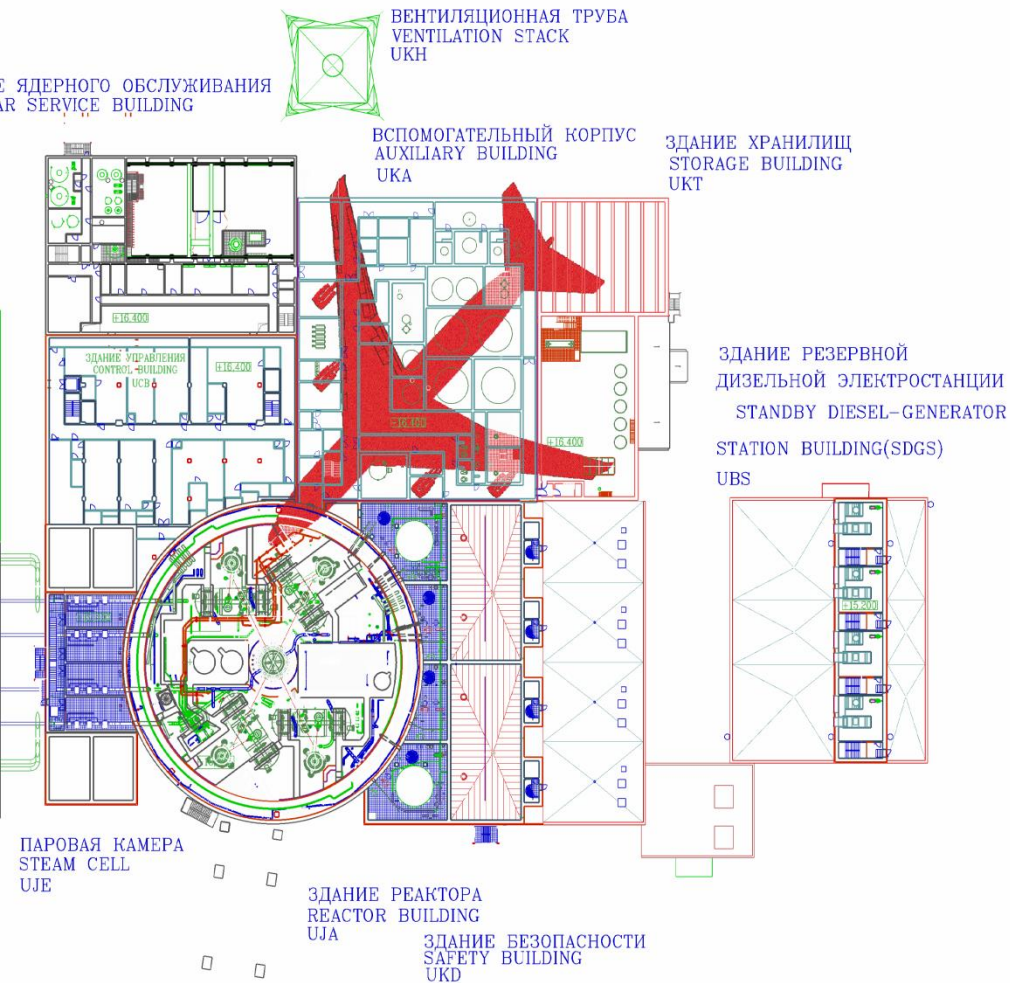 ВЕНТИЛЯЦИОННАЯ ТРУБА
VENTILATION STACK
UKH
ЯДЕРНОГО ОБСЛУЖИВАНИЯ
SERVICE BUILDING
ВСПОМОГАТЕЛЬНЫЙ КОРПУС
AUXILIARY BUILDING
UKA
ЗДАНИЕ ХРАНИЛИЩ
STORAGE BUILDING
UKT
+16.400
ЗДАНИЕ УПРАВЛЕНИЯ
CONTROL BUILDING
UCB
+16.400
+16.400
+16.400
ЗДАНИЕ РЕЗЕРВНОЙ
ДИЗЕЛЬНОЙ ЭЛЕКТРОСТАНЦИИ
STANDBY DIESEL-GENERATOR
STATION BUILDING(SDGS)
UBS
+15.200
ПАРОВАЯ КАМЕРА
STEAM CELL
UJE
ЗДАНИЕ РЕАКТОРА
REACTOR BUILDING
UJA
ЗДАНИЕ БЕЗОПАСНОСТИ
SAFETY BUILDING
UKD